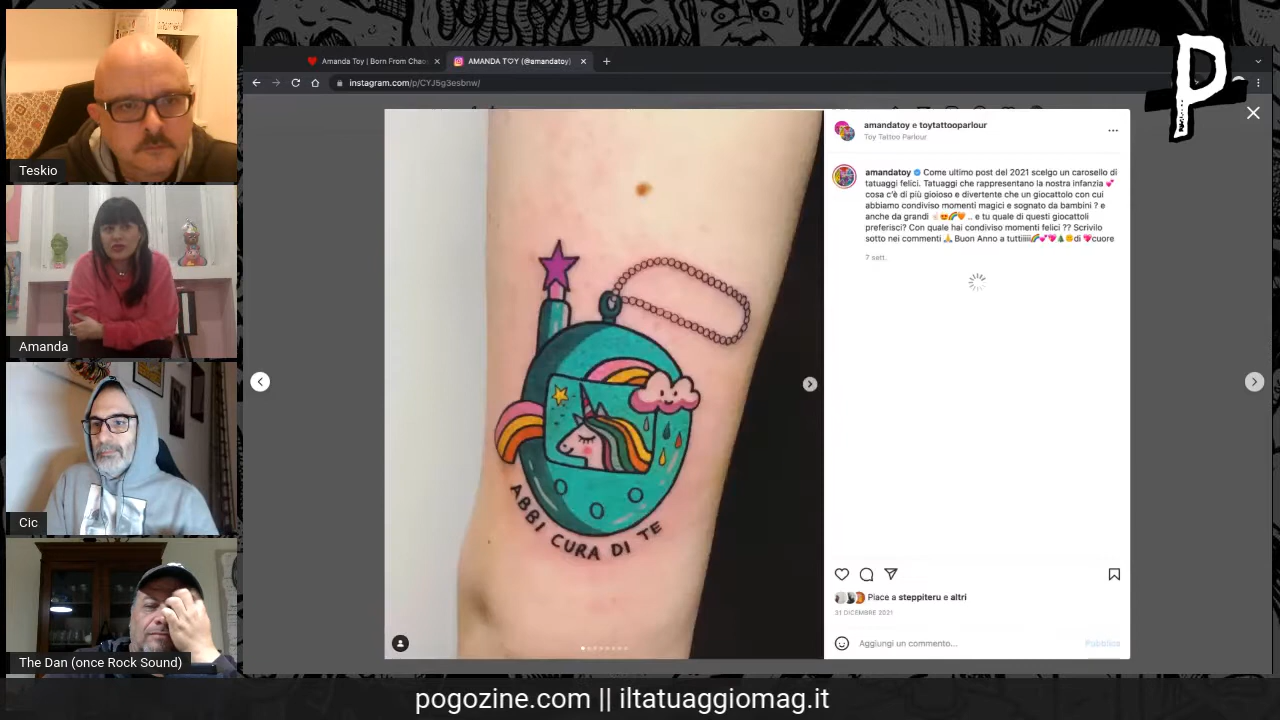 Amanda Toy | Born From Chao
AMANDA TOY (@amandatoy)
instagram.com/p/CYJ5g3esbnw/
P
Teskio
Amanda
Cic
The Dan (once Rock Sound)
ABBI CURA DI TE
amandatoy e toytattooparlour
Toy Tattoo Parlour
amandatoy Come ultimo post del 2021 scelgo un carosello di
tatuaggi felici. Tatuaggi che rappresentano la nostra infanzia 💕
cosa c'è di più gioioso e divertente che un giocattolo con cui
abbiamo condiviso momenti magici e sognato da bambini ? e
anche da grandi 🤍😍🌈🧡 .. e tu quale di questi giocattoli
preferisci? Con quale hai condiviso momenti felici ?? Scrivilo
sotto nei commenti 🙏 Buon Anno a tuttiiiii🌈💕💖🎄🌼di 💖cuore
7 sett.
Piace a steppiteru e altri
31 DICEMBRE 2021
Aggiungi un commento...
Pubblica
pogozine.com || iltatuaggiomag.it